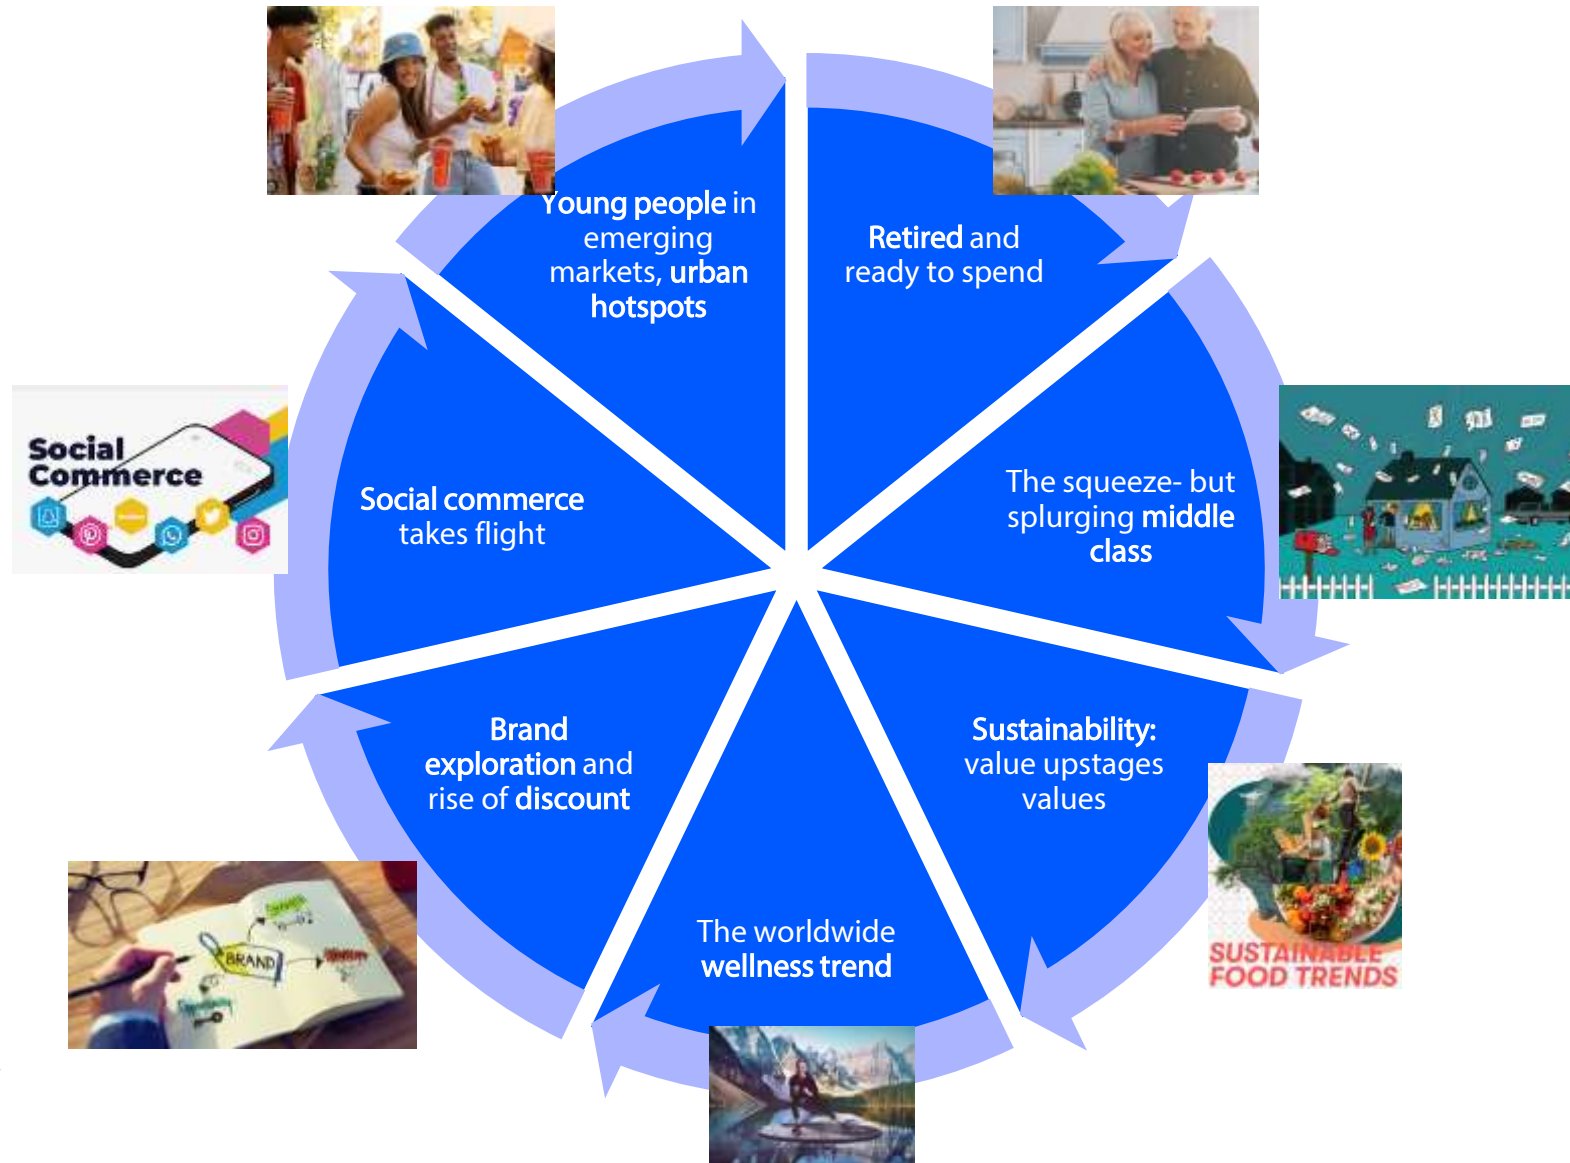 Young people in
emerging
markets, urban
hotspots
Retired and
ready to spend
The squeeze- but
splurging middle
class
Sustainability:
value upstages
values
SUSTAINABLE
FOOD TRENDS
The worldwide
wellness trend
Brand
exploration and
rise of discount
BRAND
Social commerce
takes flight
Social
Commerce